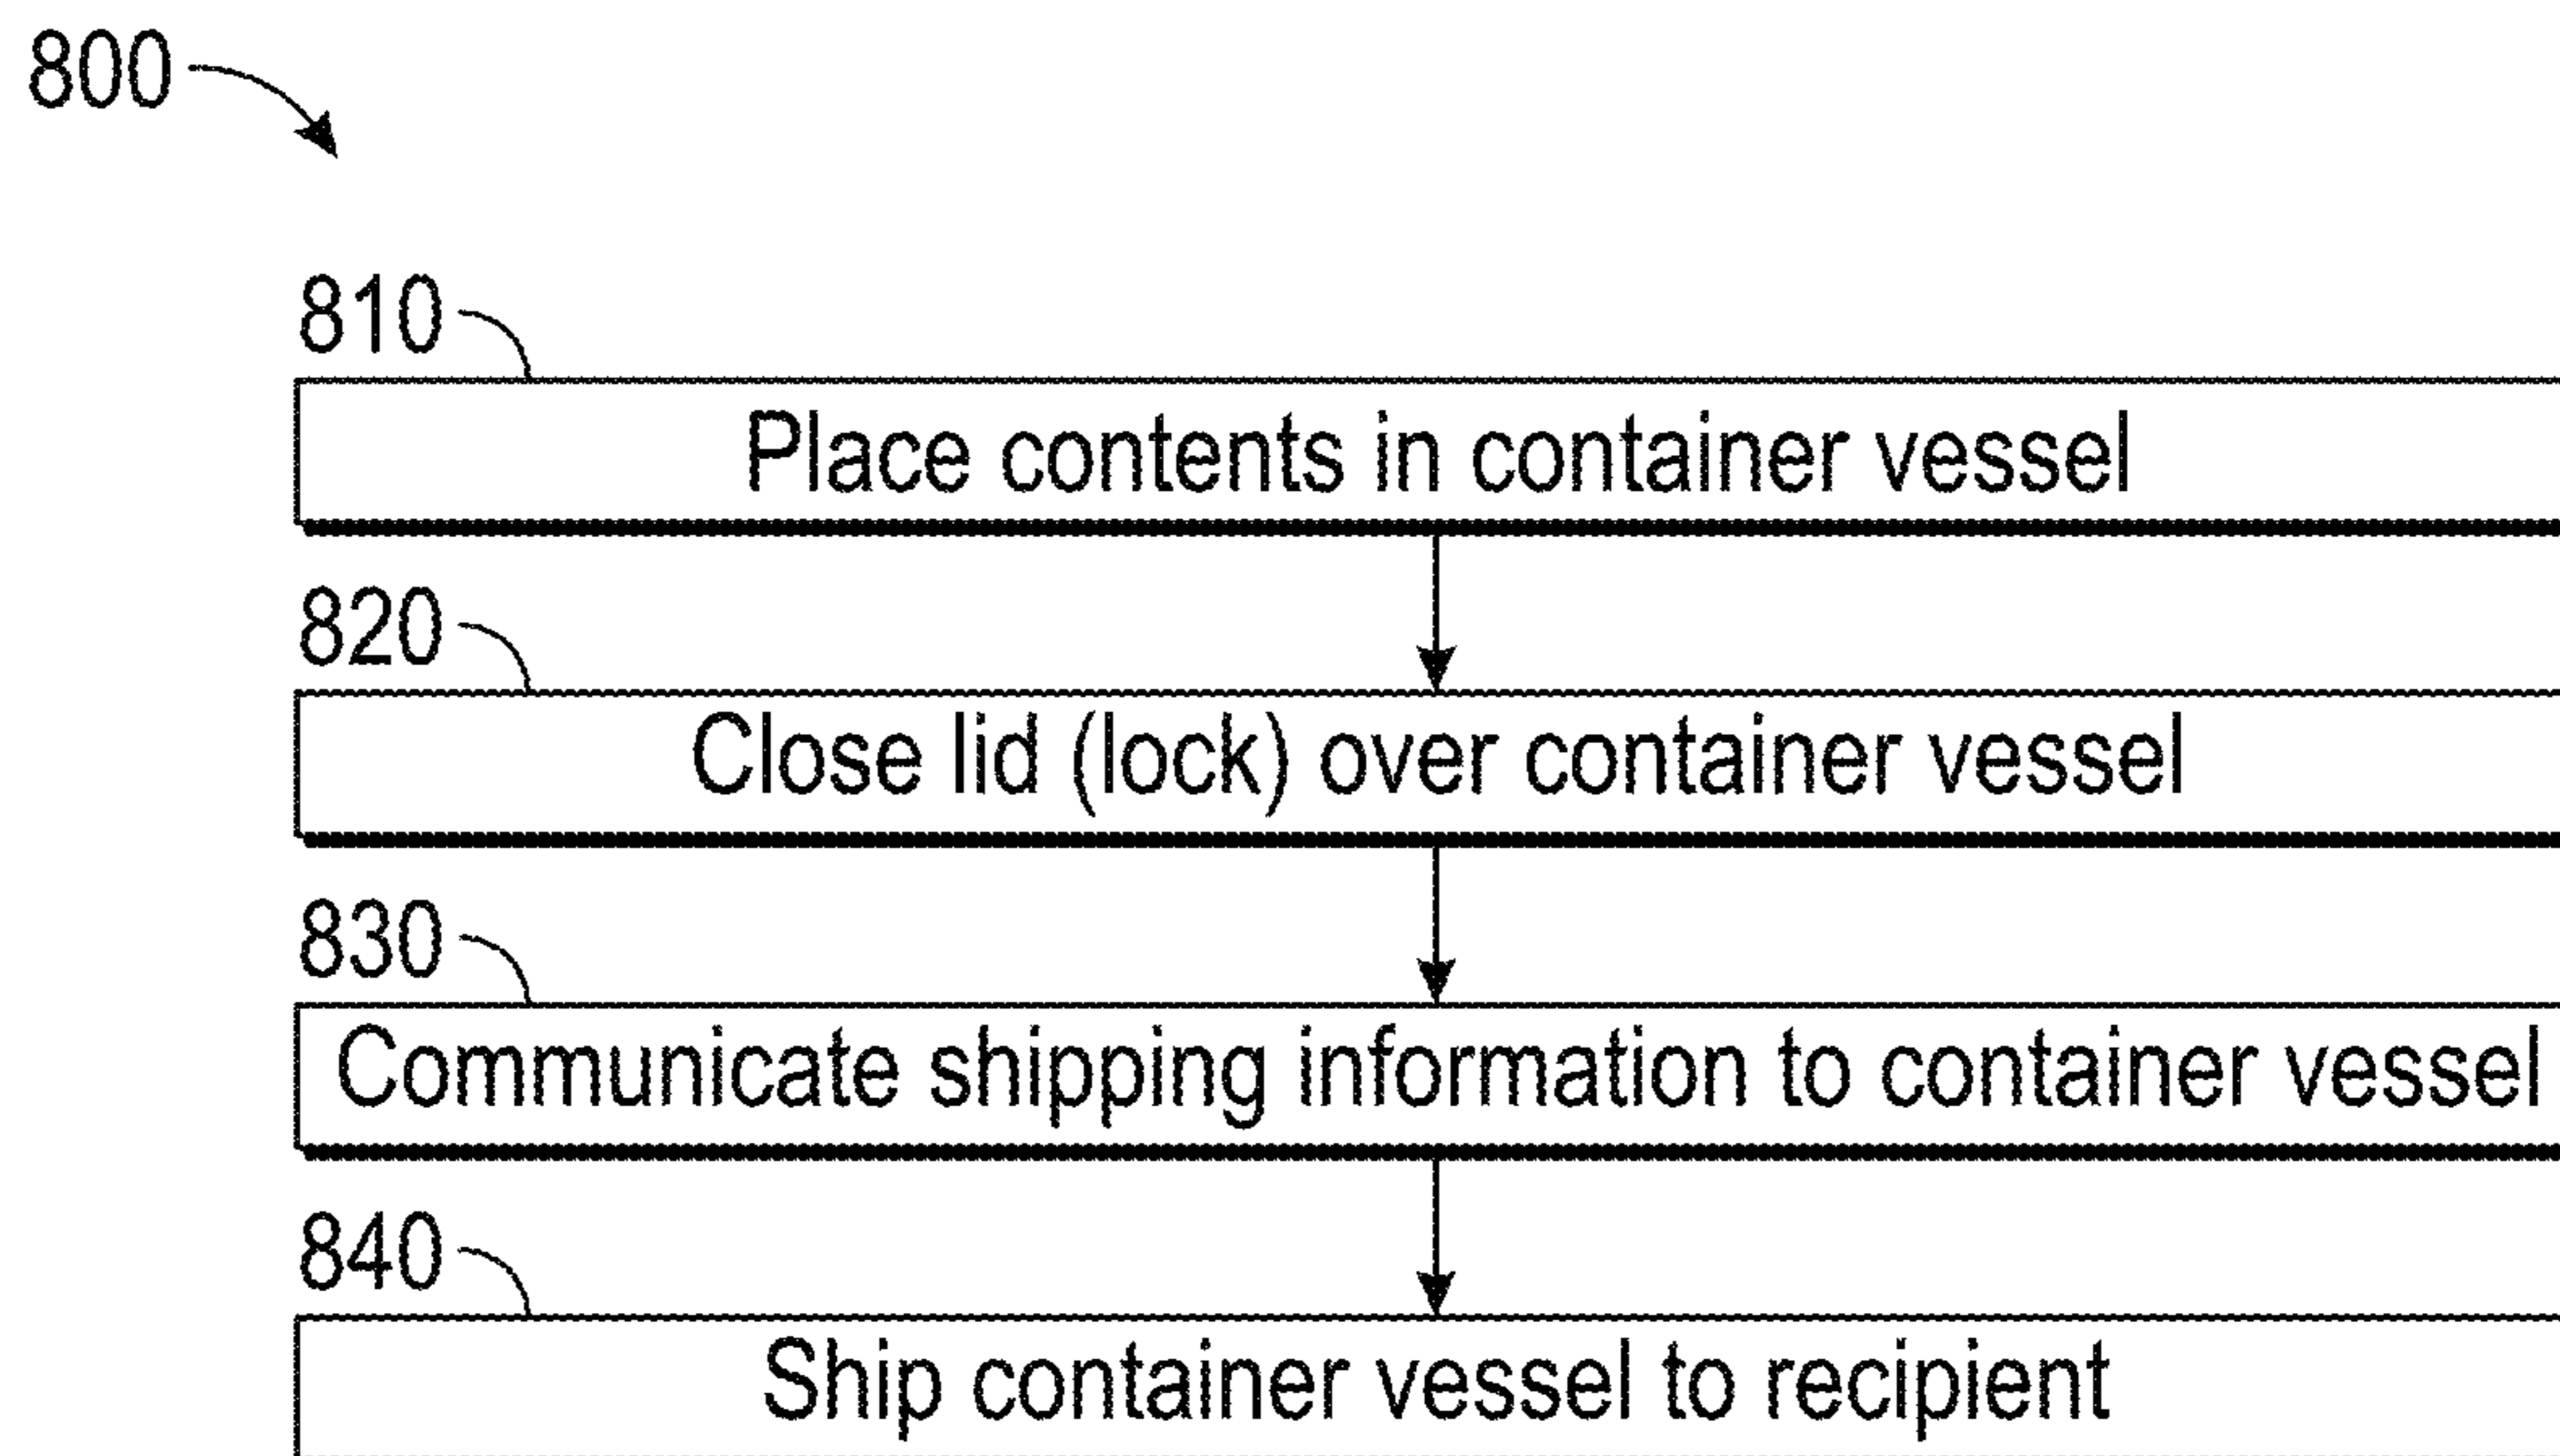 800
810
Place contents in container vessel
820
Close lid (lock) over container vessel
830
Communicate shipping information to container vessel
840
Ship container vessel to recipient